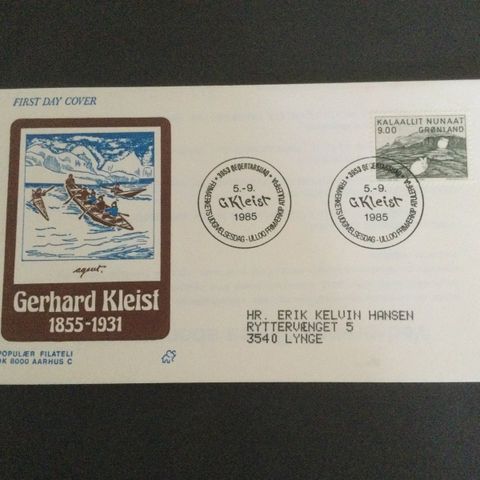 FIRST DAY COVER
KALAALLIT NUNAAT
9.00 GRØNLAND
5.-9.
G Kleist
1985
5.-9.
G Kleist
1985
Gerhard Kleist
1855-1931
HR. ERIK KELVIN HANSEN
RYTTERVÆNGET 5
3540 LYNGE
POPULÆR FILATELI
DK 8000 AARHUS C